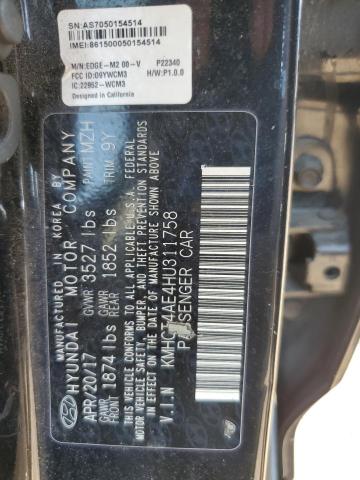 SN:AS7050154514
IMEI:861500050154514
M/N:EDGE-M2 00-V P22340
FCC ID:O9YWCM3 H/W:P1.0.0
IC:22952-WCM3
Designed in California
MANUFACTURED IN KOREA BY
HYUNDAI MOTOR COMPANY PAINT MZH
APR/20/17 GVWR 3527 lbs TRIM 9Y
GAWR FRONT 1874 lbs GAWR REAR 1852 lbs
THIS VEHICLE CONFORMS TO ALL APPLICABLE U.S.A. FEDERAL
MOTOR VEHICLE SAFETY, BUMPER, AND THEFT PREVENTION
STANDARDS IN EFFECT ON THE DATE OF MANUFACTURE
SHOWN ABOVE.
V.I.N KMHCT4AE4HU311758
PASSENGER CAR